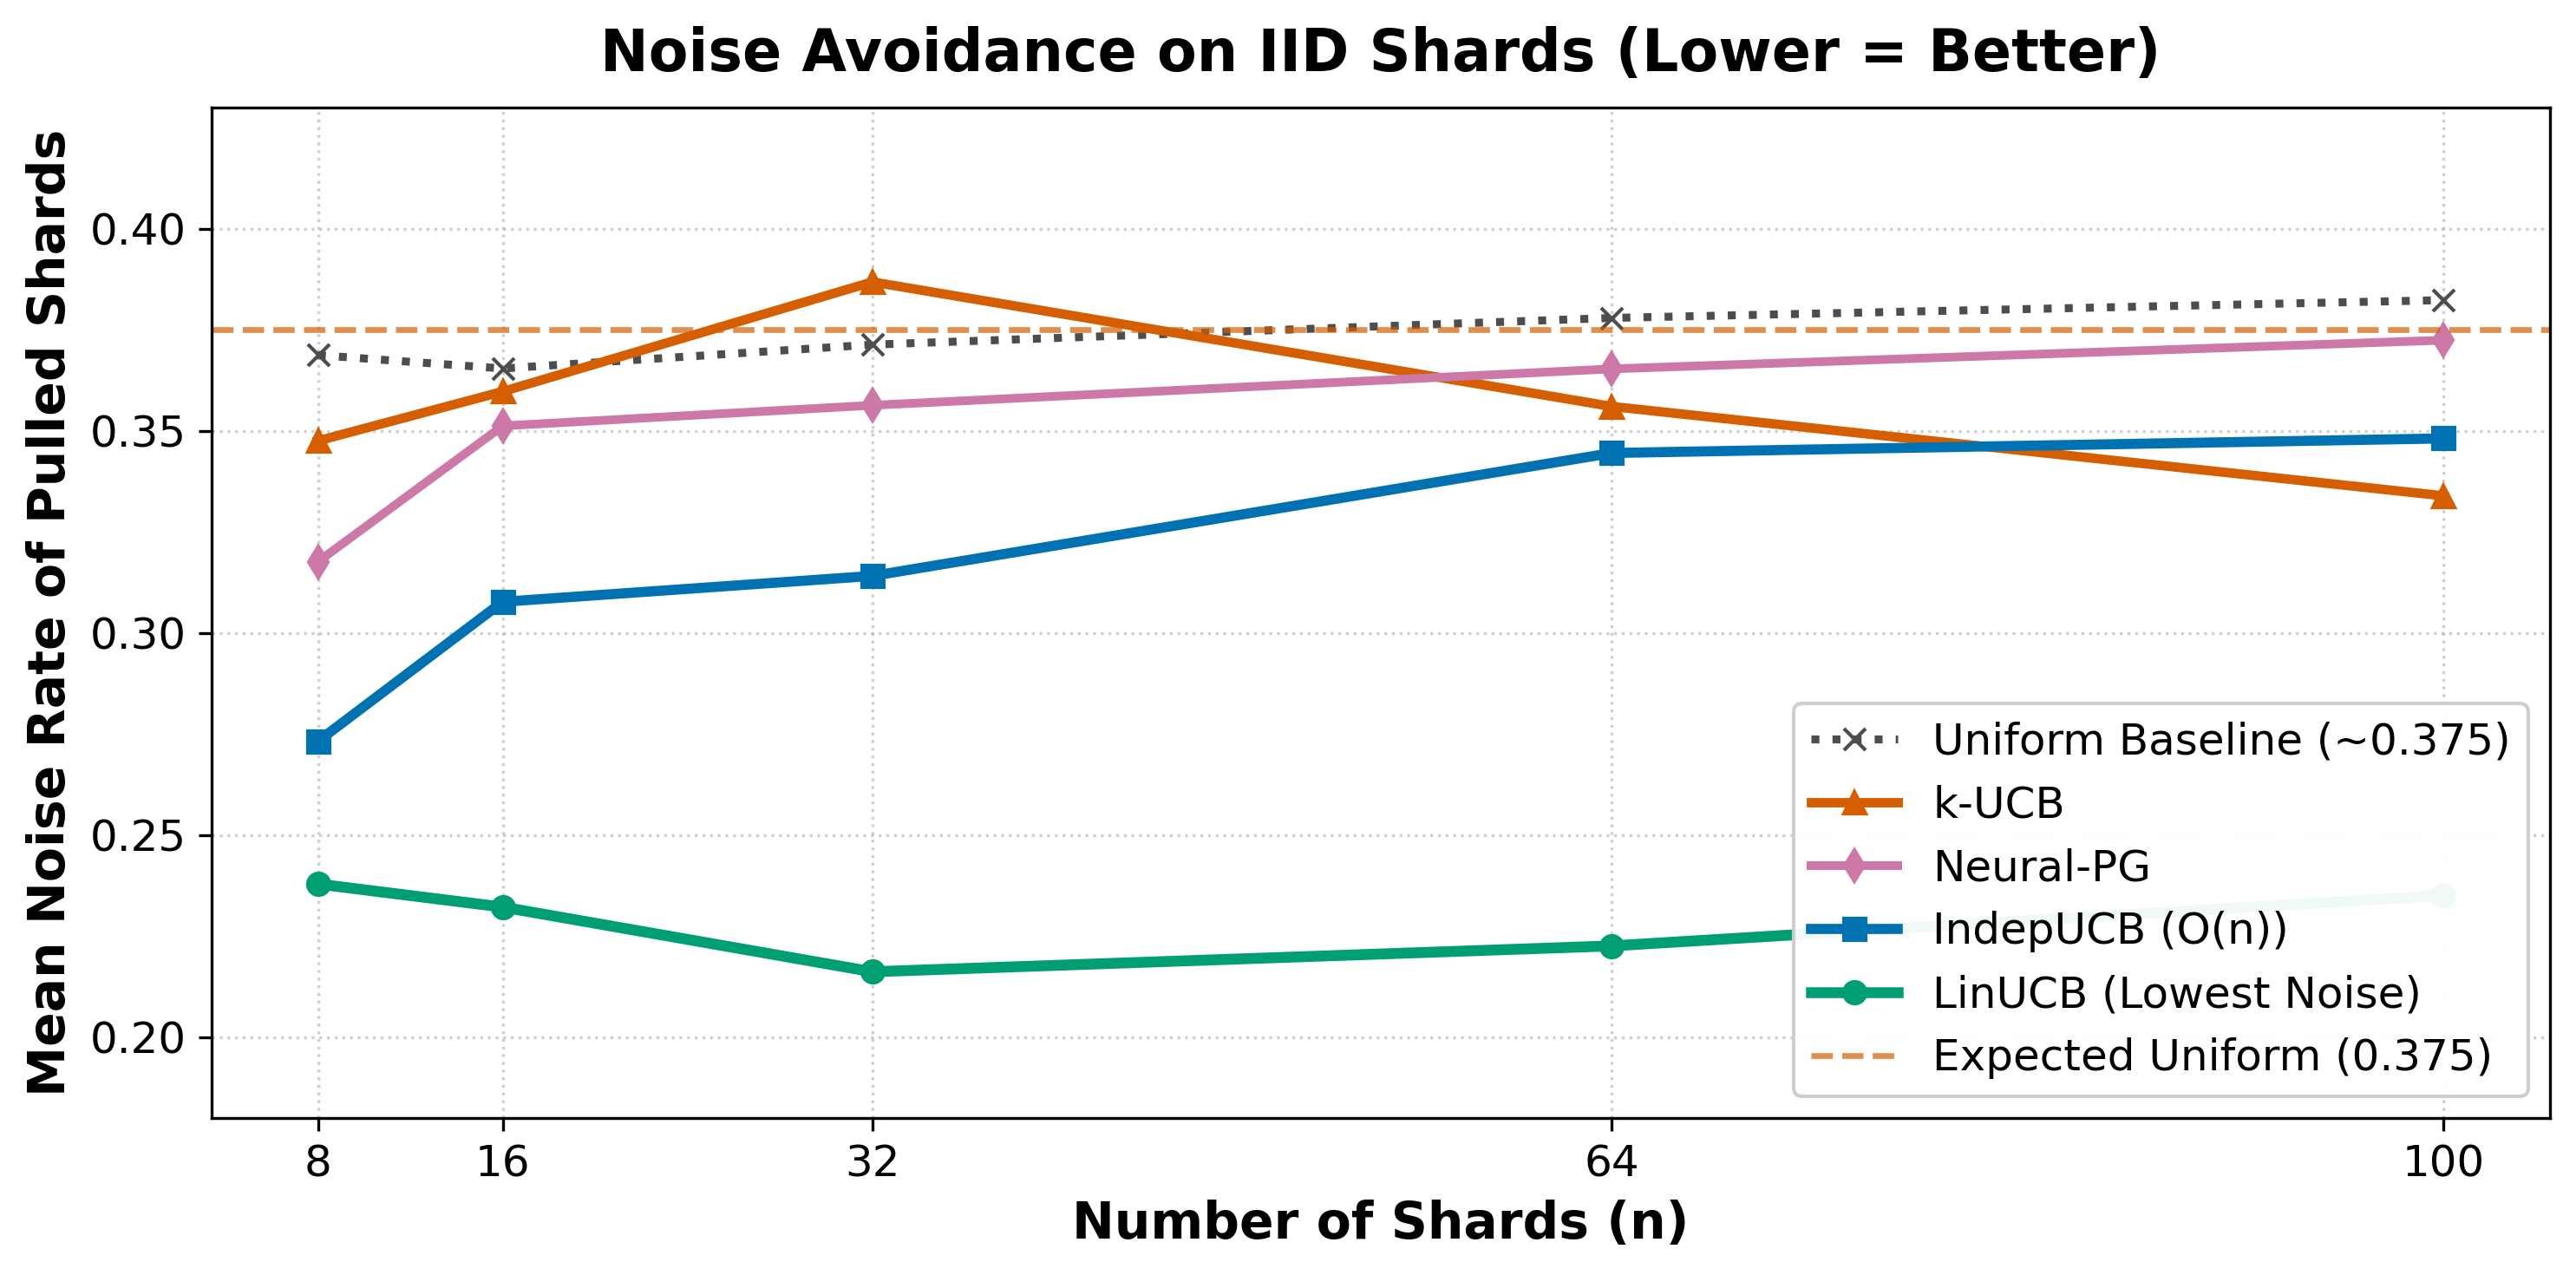 Noise Avoidance on IID Shards (Lower = Better)
Mean Noise Rate of Pulled Shards
0.40
0.35
0.30
0.25
0.20
Uniform Baseline (~0.375)
k-UCB
Neural-PG
IndepUCB (O(n))
LinUCB (Lowest Noise)
Expected Uniform (0.375)
8 16 32 64 100
Number of Shards (n)